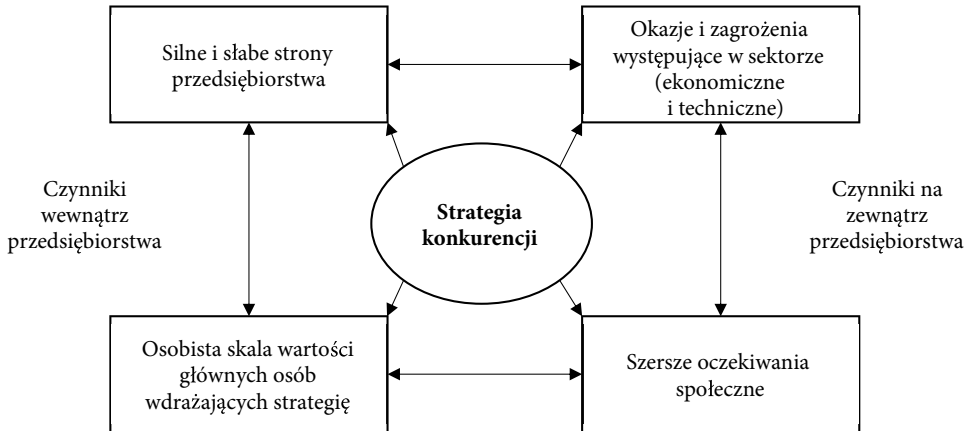 Silne i słabe strony
przedsiębiorstwa
Okazje i zagrożenia
występujące w sektorze
(ekonomiczne
i techniczne)
Czynniki
wewnątrz
przedsiębiorstwa
Strategia
konkurencji
Czynniki na
zewnątrz
przedsiębiorstwa
Osobista skala wartości
głównych osób
wdrażających strategię
Szersze oczekiwania
społeczne